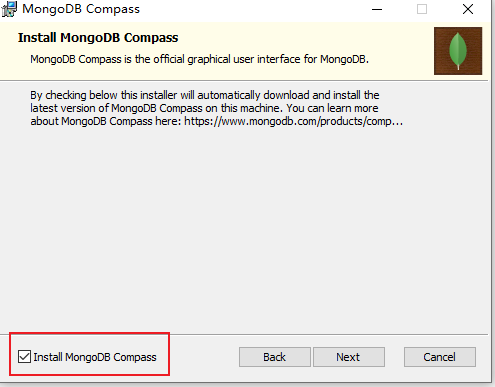 MongoDB Compass
Install MongoDB Compass
MongoDB Compass is the official graphical user interface for MongoDB.
By checking below this installer will automatically download and install the
latest version of MongoDB Compass on this machine. You can learn more
about MongoDB Compass here: https://www.mongodb.com/products/comp...
Install MongoDB Compass
Back
Next
Cancel